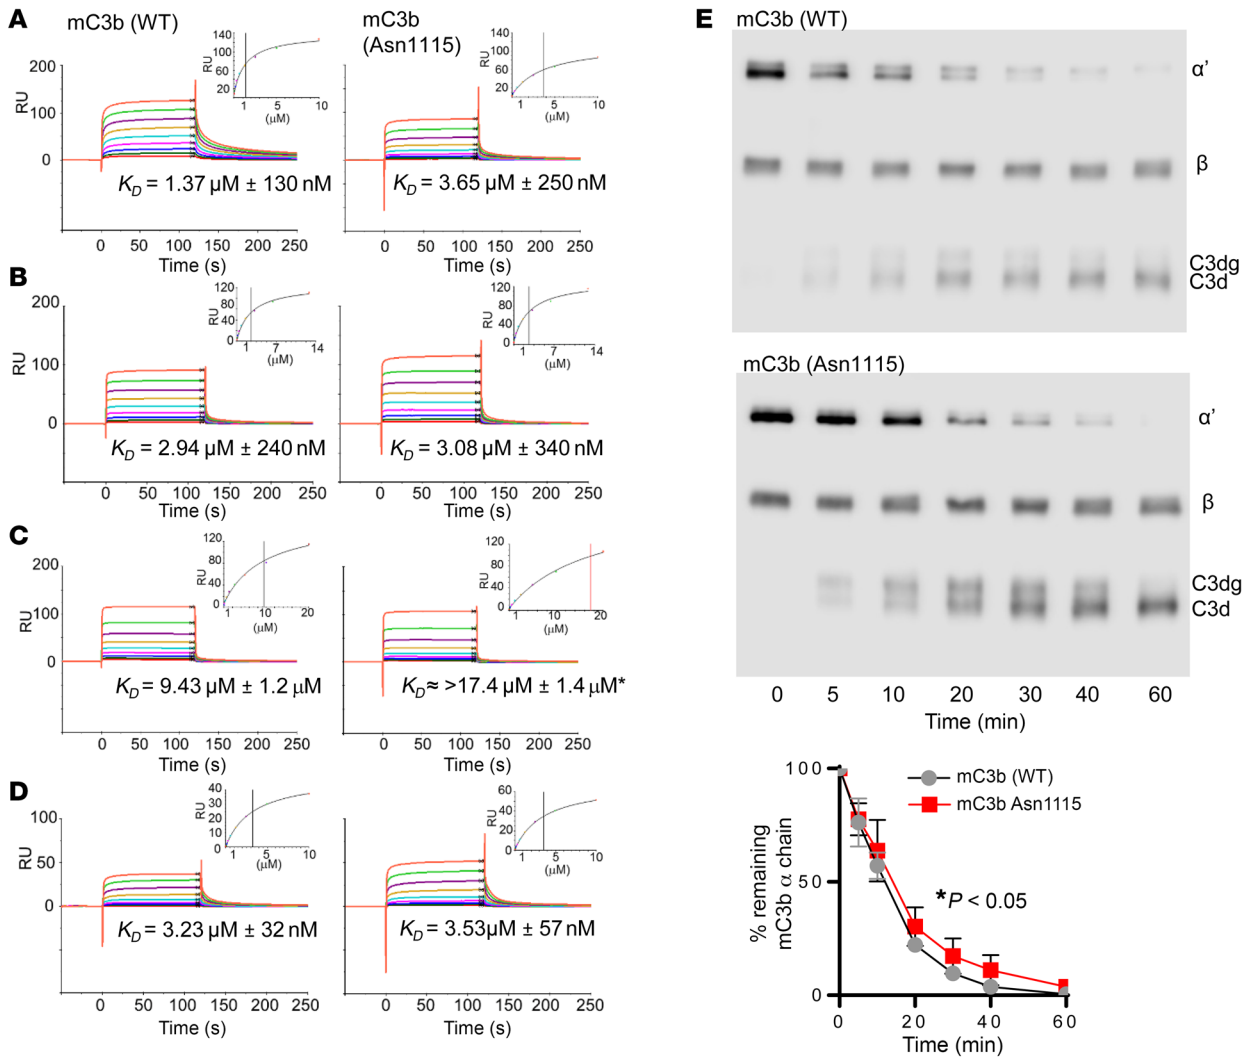 A
mC3b (WT)
mC3b
(Asn1115)
RU
200
100
0
140
120
100
80
60
40
20
RU
1 5 10
(µM)
K_D = 1.37 µM ± 130 nM
0 50 100 150 200 250
Time (s)
140
100
80
60
40
20
0
RU
1 5 10
(µM)
K_D = 3.65 µM ± 250 nM
0 50 100 150 200 250
Time (s)
B
RU
200
100
0
120
80
40
0
RU
1 7 14
(µM)
K_D = 2.94 µM ± 240 nM
0 50 100 150 200 250
Time (s)
120
80
40
0
RU
1 7 14
(µM)
K_D = 3.08 µM ± 340 nM
0 50 100 150 200 250
Time (s)
C
RU
200
100
0
120
80
40
0
RU
1 10 20
(µM)
K_D = 9.43 µM ± 1.2 µM
0 50 100 150 200 250
Time (s)
120
80
40
0
RU
1 10 20
(µM)
K_D ≈ >17.4 µM ± 1.4 µM*
0 50 100 150 200 250
Time (s)
D
RU
100
50
0
40
30
20
10
0
RU
1 5 10
(µM)
K_D = 3.23 µM ± 32 nM
0 50 100 150 200 250
Time (s)
60
40
20
0
RU
1 5 10
(µM)
K_D = 3.53µM ± 57 nM
0 50 100 150 200 250
Time (s)
E
mC3b (WT)
α’
β
C3dg
C3d
mC3b (Asn1115)
α’
β
C3dg
C3d
0 5 10 20 30 40 60
Time (min)
% remaining
mC3b α chain
100
50
0
mC3b (WT)
mC3b Asn1115
*P < 0.05
0 20 40 60
Time (min)